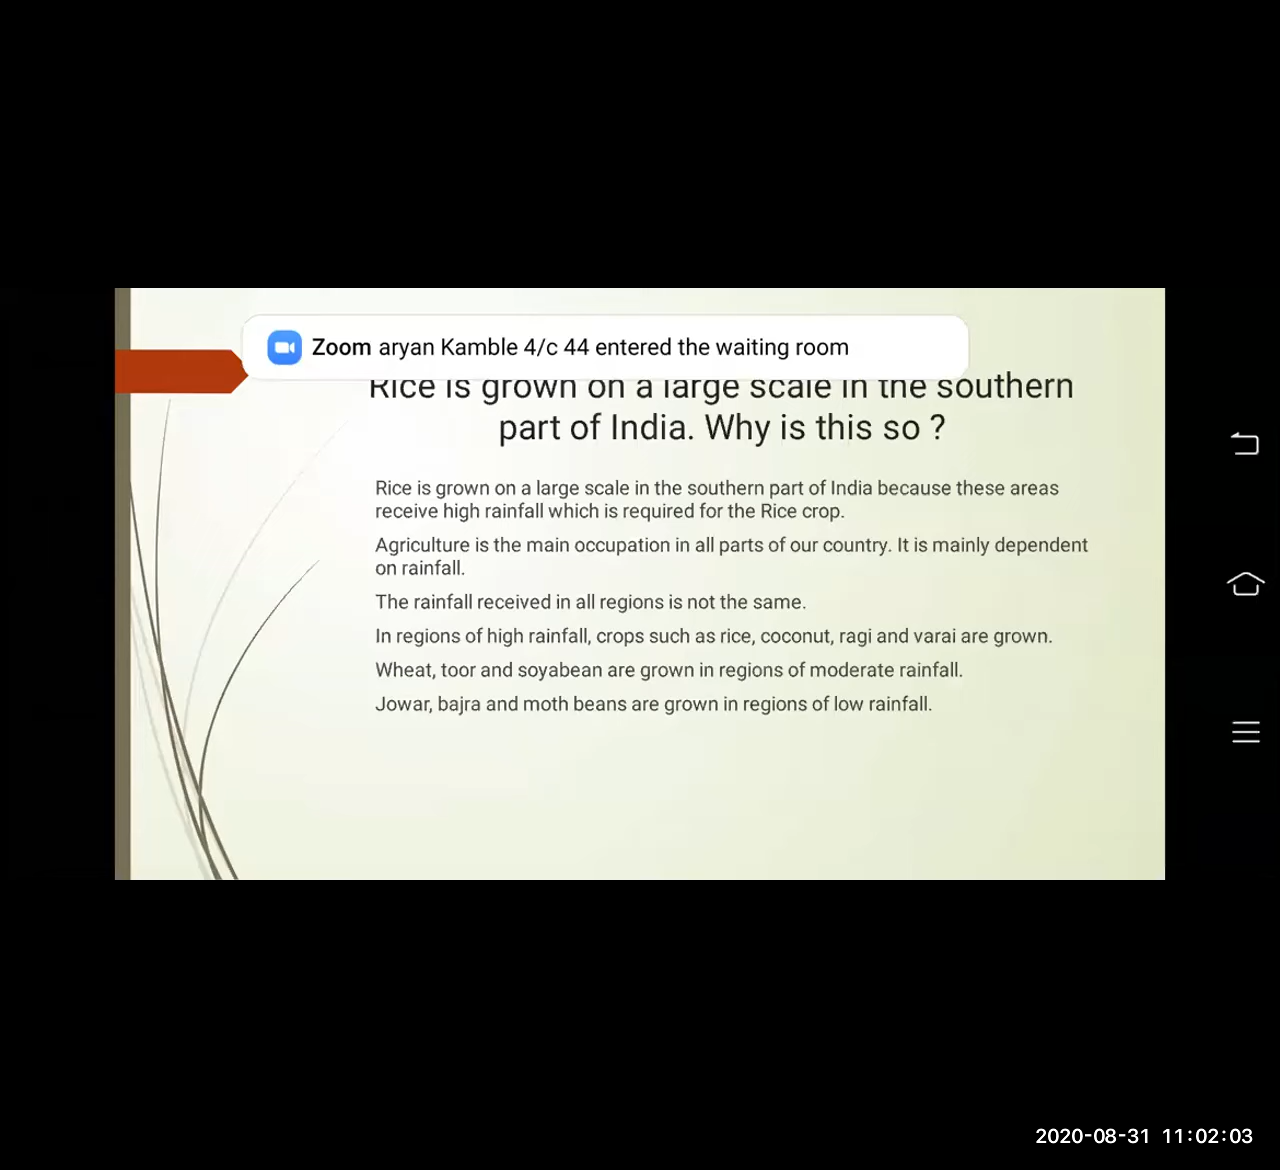 Zoom aryan Kamble 4/c 44 entered the waiting room
Rice is grown on a large scale in the southern
part of India. Why is this so ?
Rice is grown on a large scale in the southern part of India because these areas
receive high rainfall which is required for the Rice crop.
Agriculture is the main occupation in all parts of our country. It is mainly dependent
on rainfall.
The rainfall received in all regions is not the same.
In regions of high rainfall, crops such as rice, coconut, ragi and varai are grown.
Wheat, toor and soyabean are grown in regions of moderate rainfall.
Jowar, bajra and moth beans are grown in regions of low rainfall.
2020-08-31 11:02:03